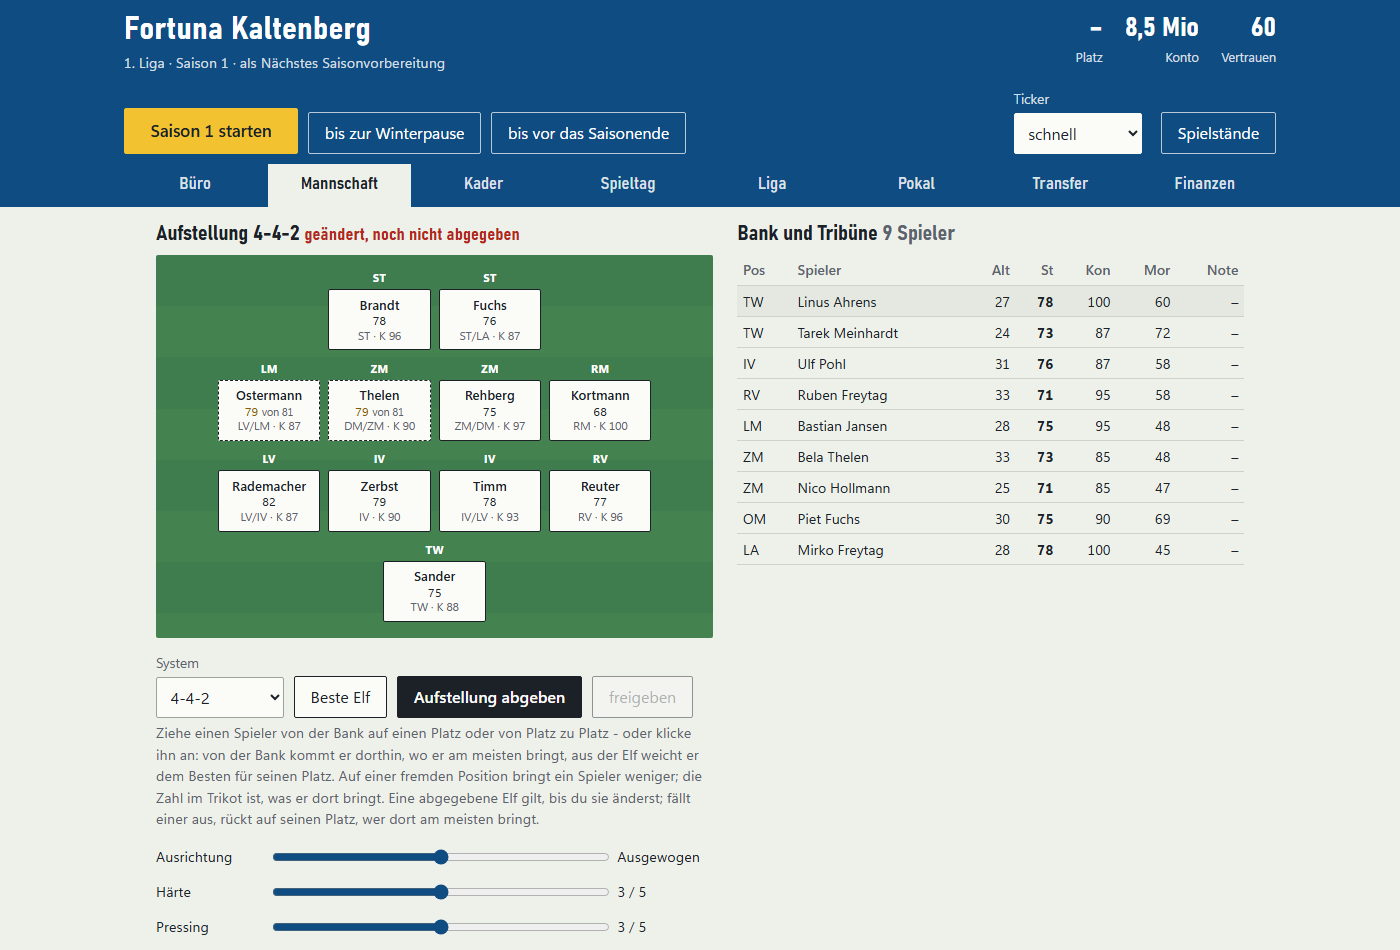 Fortuna Kaltenberg
1. Liga · Saison 1 · als Nächstes Saisonvorbereitung
– 8,5 Mio 60
Platz Konto Vertrauen
Ticker
Saison 1 starten bis zur Winterpause bis vor das Saisonende schnell Spielstände
Büro Mannschaft Kader Spieltag Liga Pokal Transfer Finanzen
Aufstellung 4-4-2 geändert, noch nicht abgegeben
ST ST
Brandt Fuchs
78 76
ST · K 96 ST/LA · K 87
LM ZM ZM RM
Ostermann Thelen Rehberg Kortmann
79 von 81 79 von 81 75 68
LV/LM · K 87 DM/ZM · K 90 ZM/DM · K 97 RM · K 100
LV IV IV RV
Rademacher Zerbst Timm Reuter
82 79 78 77
LV/IV · K 87 IV · K 90 IV/LV · K 93 RV · K 96
TW
Sander
75
TW · K 88
System
4-4-2 Beste Elf Aufstellung abgeben freigeben
Ziehe einen Spieler von der Bank auf einen Platz oder von Platz zu Platz - oder klicke
ihn an: von der Bank kommt er dorthin, wo er am meisten bringt, aus der Elf weicht er
dem Besten für seinen Platz. Auf einer fremden Position bringt ein Spieler weniger; die
Zahl im Trikot ist, was er dort bringt. Eine abgegebene Elf gilt, bis du sie änderst; fällt
einer aus, rückt auf seinen Platz, wer dort am meisten bringt.
Ausrichtung Ausgewogen
Härte 3 / 5
Pressing 3 / 5
Bank und Tribüne 9 Spieler
Pos Spieler Alt St Kon Mor Note
TW Linus Ahrens 27 78 100 60 –
TW Tarek Meinhardt 24 73 87 72 –
IV Ulf Pohl 31 76 87 58 –
RV Ruben Freytag 33 71 95 58 –
LM Bastian Jansen 28 75 95 48 –
ZM Bela Thelen 33 73 85 48 –
ZM Nico Hollmann 25 71 85 47 –
OM Piet Fuchs 30 75 90 69 –
LA Mirko Freytag 28 78 100 45 –